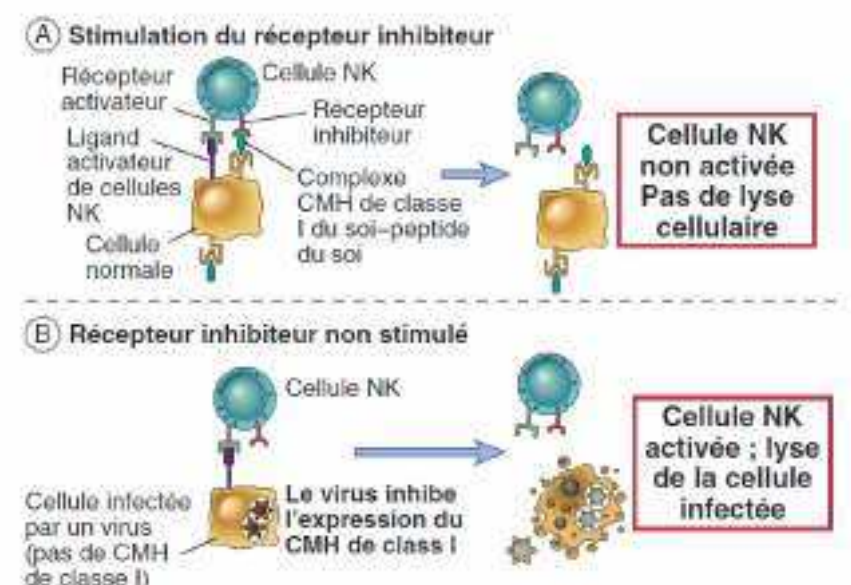 A Stimulation du récepteur inhibiteur
Récepteur
activateur
Cellule NK
Recepteur
inhibiteur
Ligand
activateur
de cellules
NK
Complexe
CMH de classe
I du soi-peptide
du soi
Cellule
normale
Cellule NK
non activée
Pas de lyse
cellulaire
B Récepteur inhibiteur non stimulé
Cellule NK
Cellule infectée
par un virus
(pas de CMH
de classe I)
Le virus inhibe
l'expression du
CMH de class I
Cellule NK
activée ; lyse
de la cellule
infectée